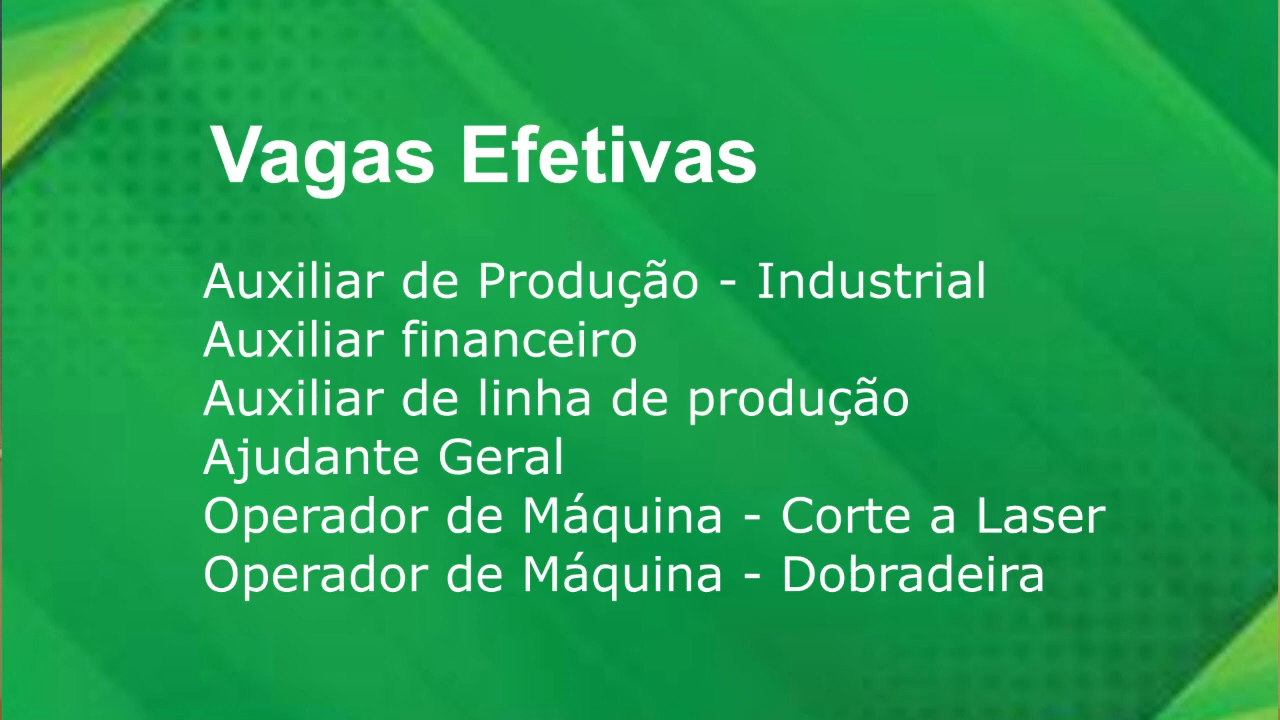 Vagas Efetivas
Auxiliar de Produção - Industrial
Auxiliar financeiro
Auxiliar de linha de produção
Ajudante Geral
Operador de Máquina - Corte a Laser
Operador de Máquina - Dobradeira